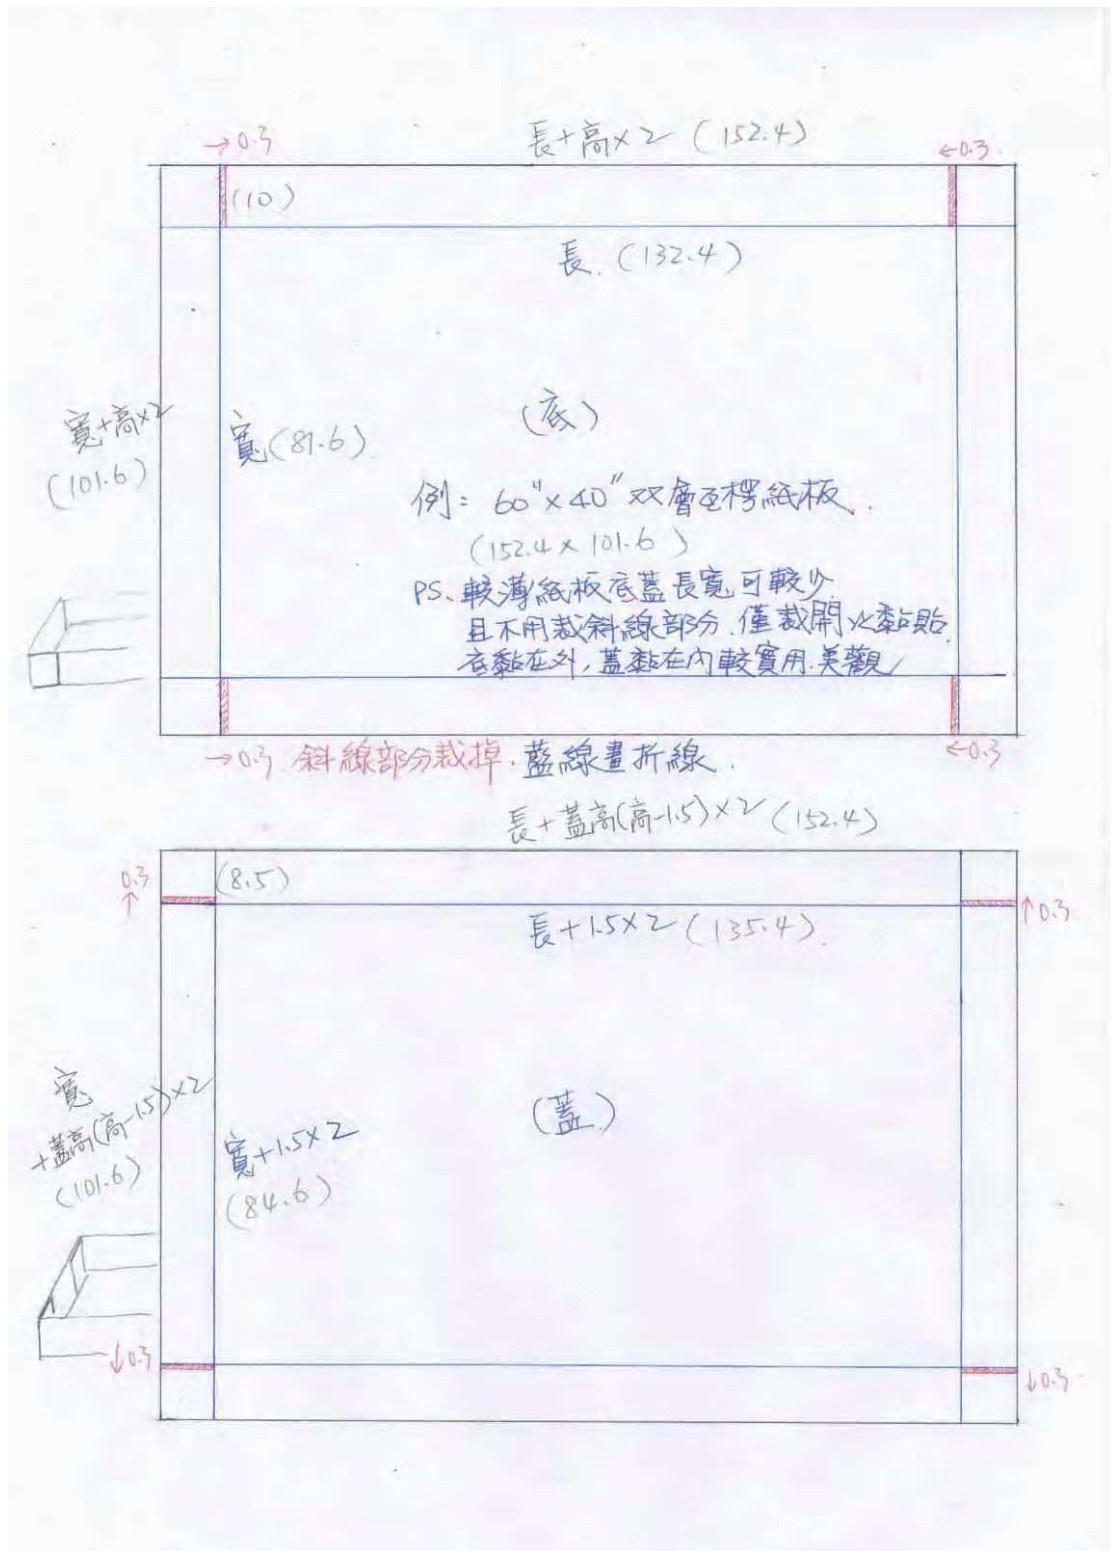 →0.3
長+高×2 (152.4)
←0.3
(10)
長. (132.4)
寬+高×2
(101.6)
寬(81.6)
(底)
例: 60"×40" 双層瓦楞紙板.
(152.4×101.6)
PS、較薄紙板底蓋長寬可較少
且不用裁斜線部分.僅裁開以黏貼
底黏在外,蓋黏在內較實用.美觀
→0.3 斜線部分裁掉.藍線畫折線.
←0.3
長+蓋高(高-1.5)×2 (152.4)
0.3
↑
(8.5)
↑0.3
長+1.5×2 (135.4).
寬
+蓋高(高-1.5)×2
(101.6)
寬+1.5×2
(84.6)
(蓋)
↓0.3
↓0.3